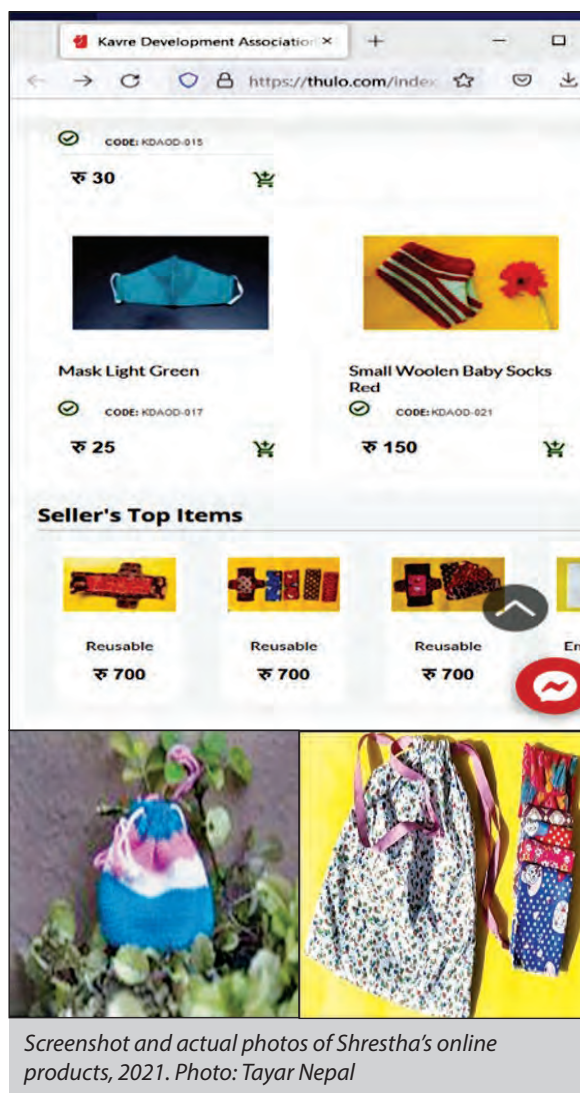 Kavre Development Association
https://thulo.com/index
CODE: KDAOD-015
रु 30
Mask Light Green
CODE: KDAOD-017
रु 25
Small Woolen Baby Socks
Red
CODE: KDAOD-021
रु 150
Seller's Top Items
Reusable
रु 700
Reusable
रु 700
Reusable
रु 700
En
Screenshot and actual photos of Shrestha's online
products, 2021. Photo: Tayar Nepal